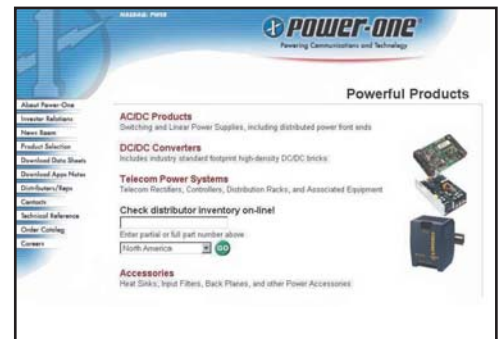 NASDAQ: PWER
POWER-ONE
Powering Communications and Technology
Powerful Products
About Power-One
Investor Relations
News Room
Product Selection
Download Data Sheets
Download Apps Notes
Distributors/Reps
Contacts
Technical Reference
Order Catalog
Careers
AC/DC Products
Switching and Linear Power Supplies, including distributed power front ends
DC/DC Converters
Includes industry standard footprint high-density DC/DC bricks
Telecom Power Systems
Telecom Rectifiers, Controllers, Distribution Racks, and Associated Equipment
Check distributor inventory on-line!
Enter partial or full part number above
North America GO
Accessories
Heat Sinks, Input Filters, Back Planes, and other Power Accessories